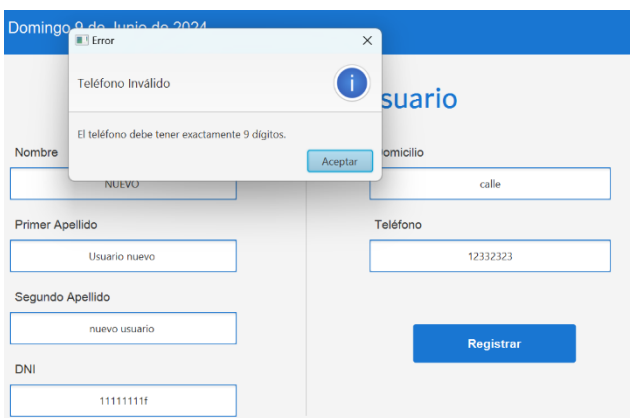 Domingo 9 de Junio de 2024
Error
Teléfono Inválido
suario
El teléfono debe tener exactamente 9 dígitos.
Aceptar
Nombre
omicilio
NUEVO
calle
Primer Apellido
Teléfono
Usuario nuevo
12332323
Segundo Apellido
nuevo usuario
Registrar
DNI
11111111f